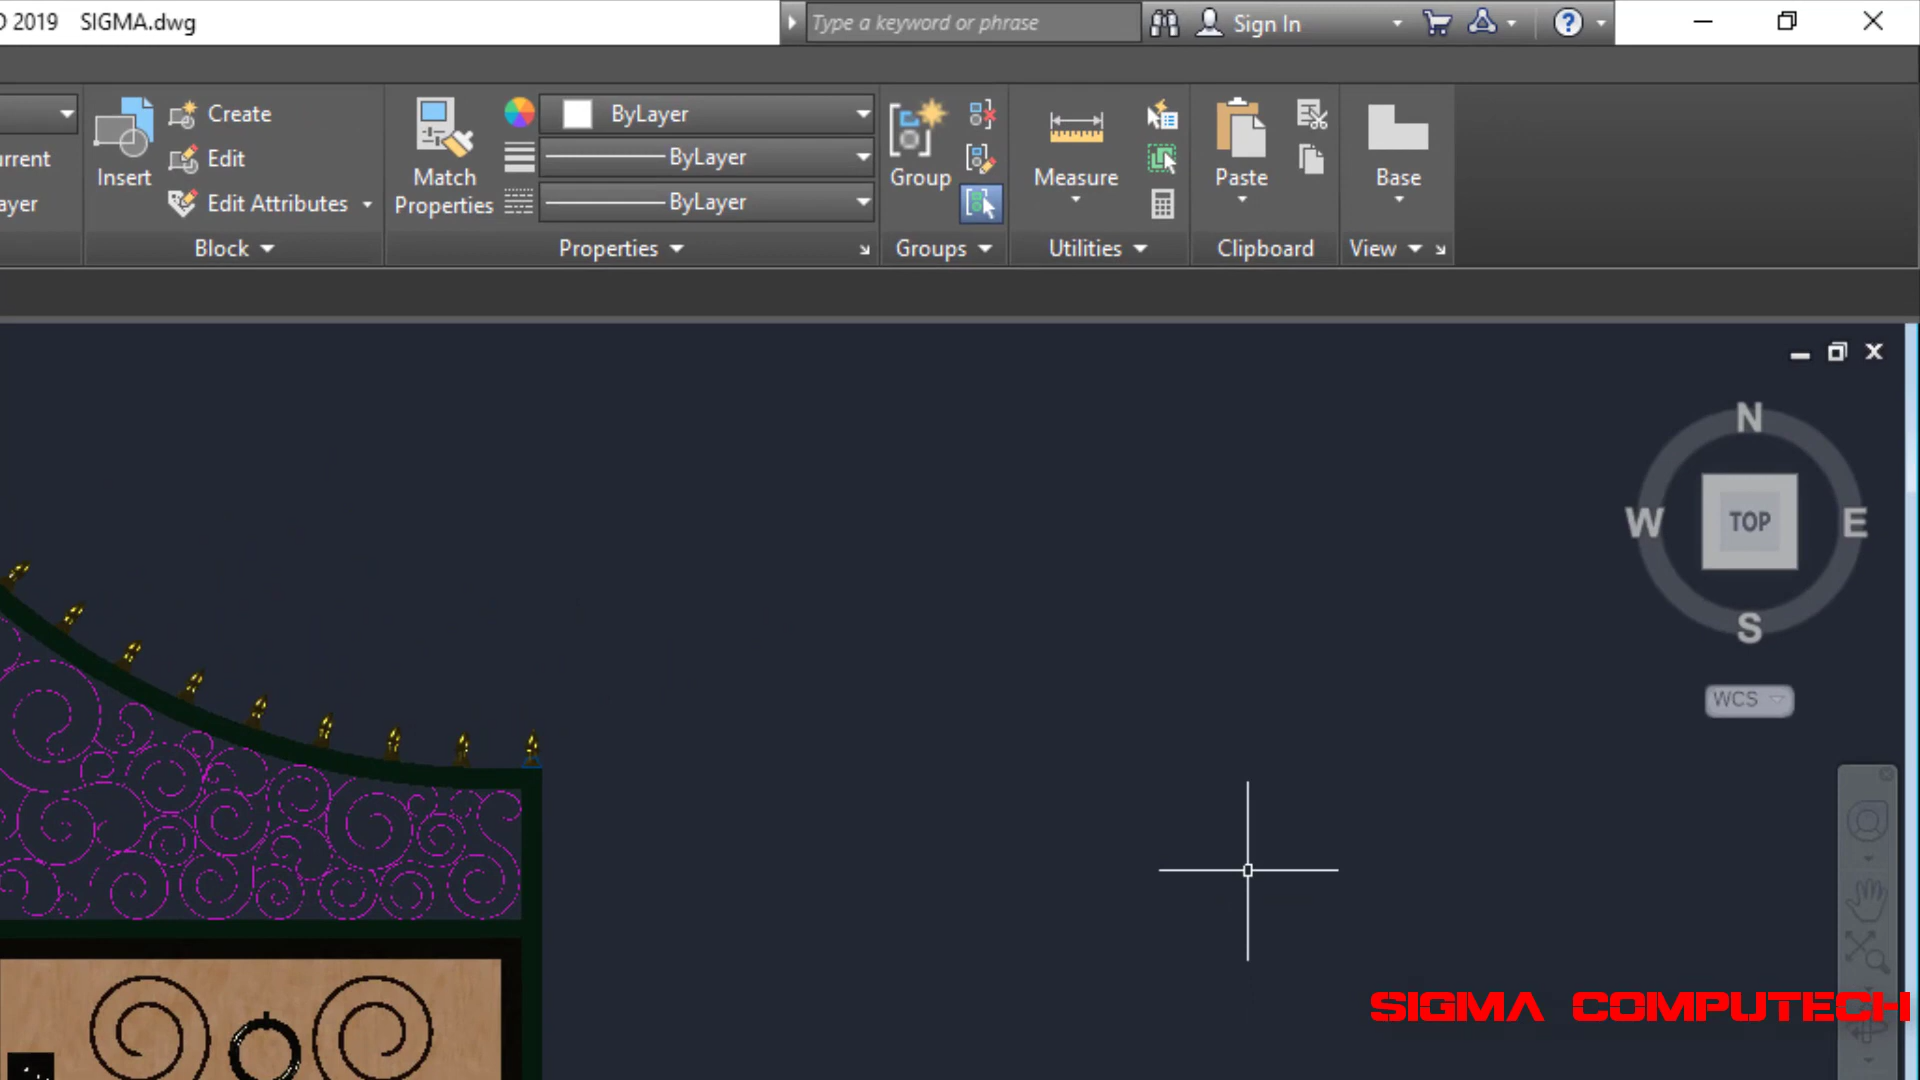 2019 SIGMA.dwg
Type a keyword or phrase
Sign In
?
Create
ByLayer
urrent
Edit
ByLayer
Insert
Match
Properties
Group
Measure
Paste
Base
ayer
Edit Attributes
ByLayer
Block
Properties
Groups
Utilities
Clipboard
View
N
W
TOP
E
S
WCS
SIGMA COMPUTECH